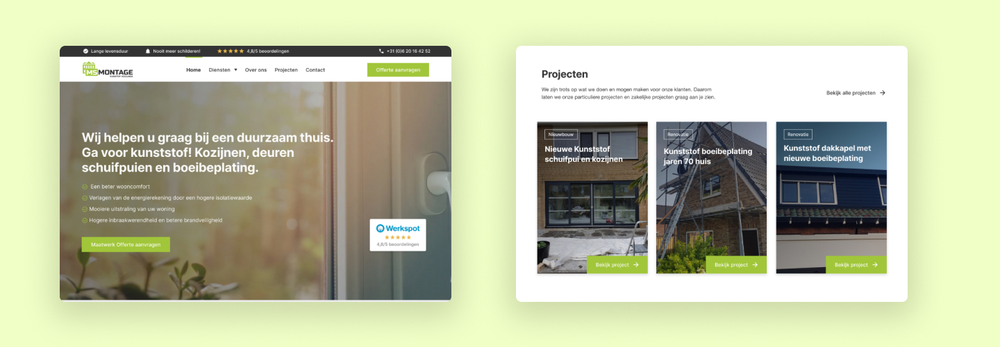 Lange levensduur
Nooit meer schilderen!
4,8/5 beoordelingen
+31 (0)6 20 16 42 52
MSMONTAGE
KUNSTSTOF KOZIJNEN
Home
Diensten
Over ons
Projecten
Contact
Offerte aanvragen
Wij helpen u graag bij een duurzaam thuis.
Ga voor kunststof! Kozijnen, deuren
schuifpuien en boeibeplating.
Een beter wooncomfort
Verlagen van de energierekening door een hogere isolatiewaarde
Mooiere uitstraling van uw woning
Hogere inbraakwerendheid en betere brandveiligheid
Maatwerk Offerte aanvragen
Werkspot
4,8/5 beoordelingen
Projecten
We zijn trots op wat we doen en mogen maken voor onze klanten. Daarom
laten we onze particuliere projecten en zakelijke projecten graag aan je zien.
Bekijk alle projecten
Nieuwbouw
Nieuwe Kunststof
schuifpui en kozijnen
Bekijk project
Renovatie
Kunststof boeibeplating
jaren 70 huis
Bekijk project
Renovatie
Kunststof dakkapel met
nieuwe boeibeplating
Bekijk project